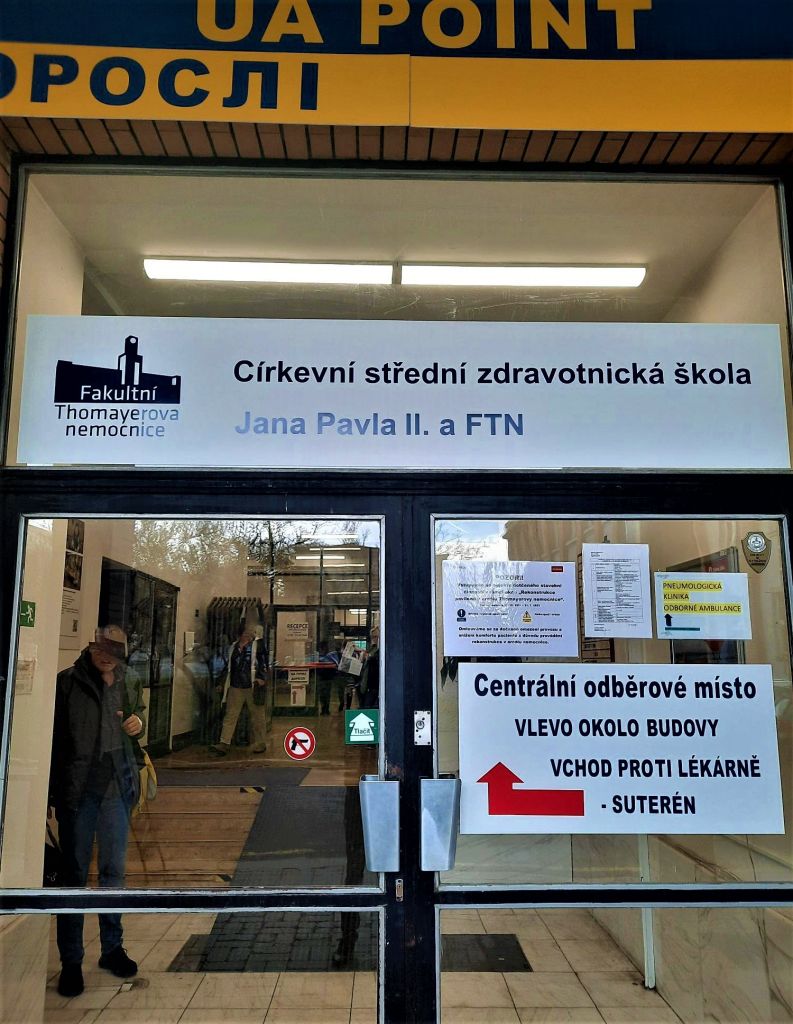 UA POINT
ОРОСЛІ
Fakultní
Thomayerova
nemocnice
Církevní střední zdravotnická škola
Jana Pavla II. a FTN
RECEPCE
Tlačit
POZOR!
PNEUMOLOGICKÁ
KLINIKA
ODBORNÉ AMBULANCE
Centrální odběrové místo
VLEVO OKOLO BUDOVY
VCHOD PROTI LÉKÁRNĚ
- SUTERÉN